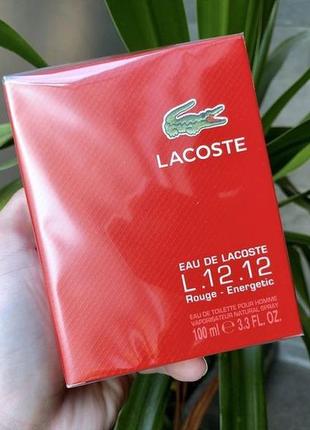 LACOSTE
EAU DE LACOSTE
L.12.12
Rouge - Energetic
EAU DE TOILETTE POUR HOMME
VAPORISATEUR NATURAL SPRAY
100 ml ℮ 3.3 FL. OZ.